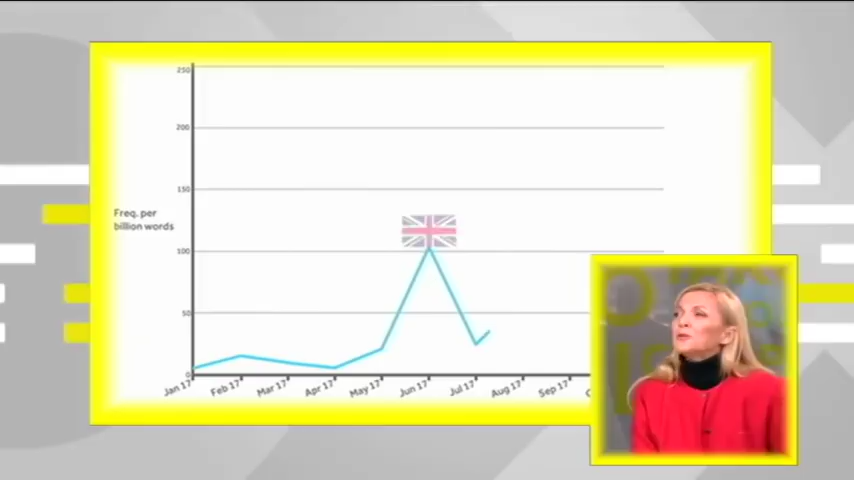 250
200
150
Freq. per
billion words
100
50
0
Jan 17
Feb 17
Mar 17
Apr 17
May 17
Jun 17
Jul 17
Aug 17
Sep 17